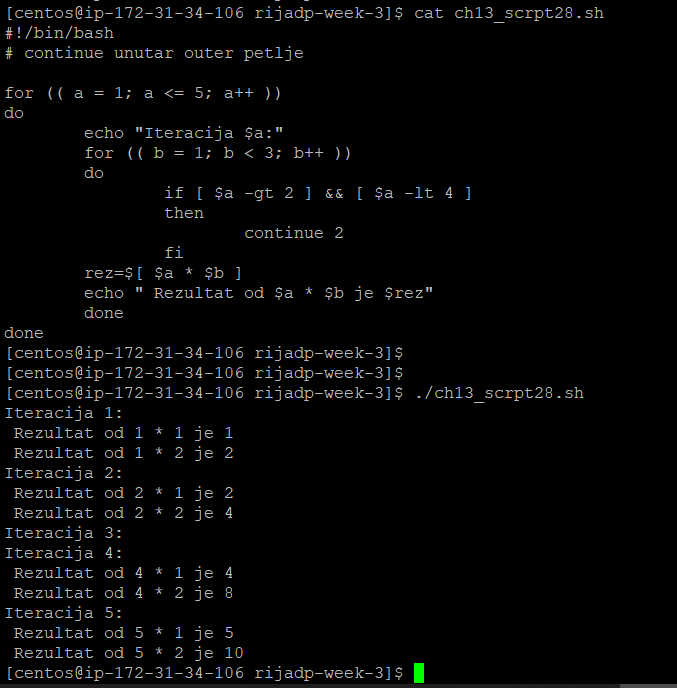 [centos@ip-172-31-34-106 rijadp-week-3]$ cat ch13_scrpt28.sh
#!/bin/bash
# continue unutar outer petlje

for (( a = 1; a <= 5; a++ ))
do
        echo "Iteracija $a:"
        for (( b = 1; b < 3; b++ ))
        do
                if [ $a -gt 2 ] && [ $a -lt 4 ]
                then
                        continue 2
                fi
        rez=$[ $a * $b ]
        echo " Rezultat od $a * $b je $rez"
        done
done
[centos@ip-172-31-34-106 rijadp-week-3]$
[centos@ip-172-31-34-106 rijadp-week-3]$
[centos@ip-172-31-34-106 rijadp-week-3]$ ./ch13_scrpt28.sh
Iteracija 1:
 Rezultat od 1 * 1 je 1
 Rezultat od 1 * 2 je 2
Iteracija 2:
 Rezultat od 2 * 1 je 2
 Rezultat od 2 * 2 je 4
Iteracija 3:
Iteracija 4:
 Rezultat od 4 * 1 je 4
 Rezultat od 4 * 2 je 8
Iteracija 5:
 Rezultat od 5 * 1 je 5
 Rezultat od 5 * 2 je 10
[centos@ip-172-31-34-106 rijadp-week-3]$